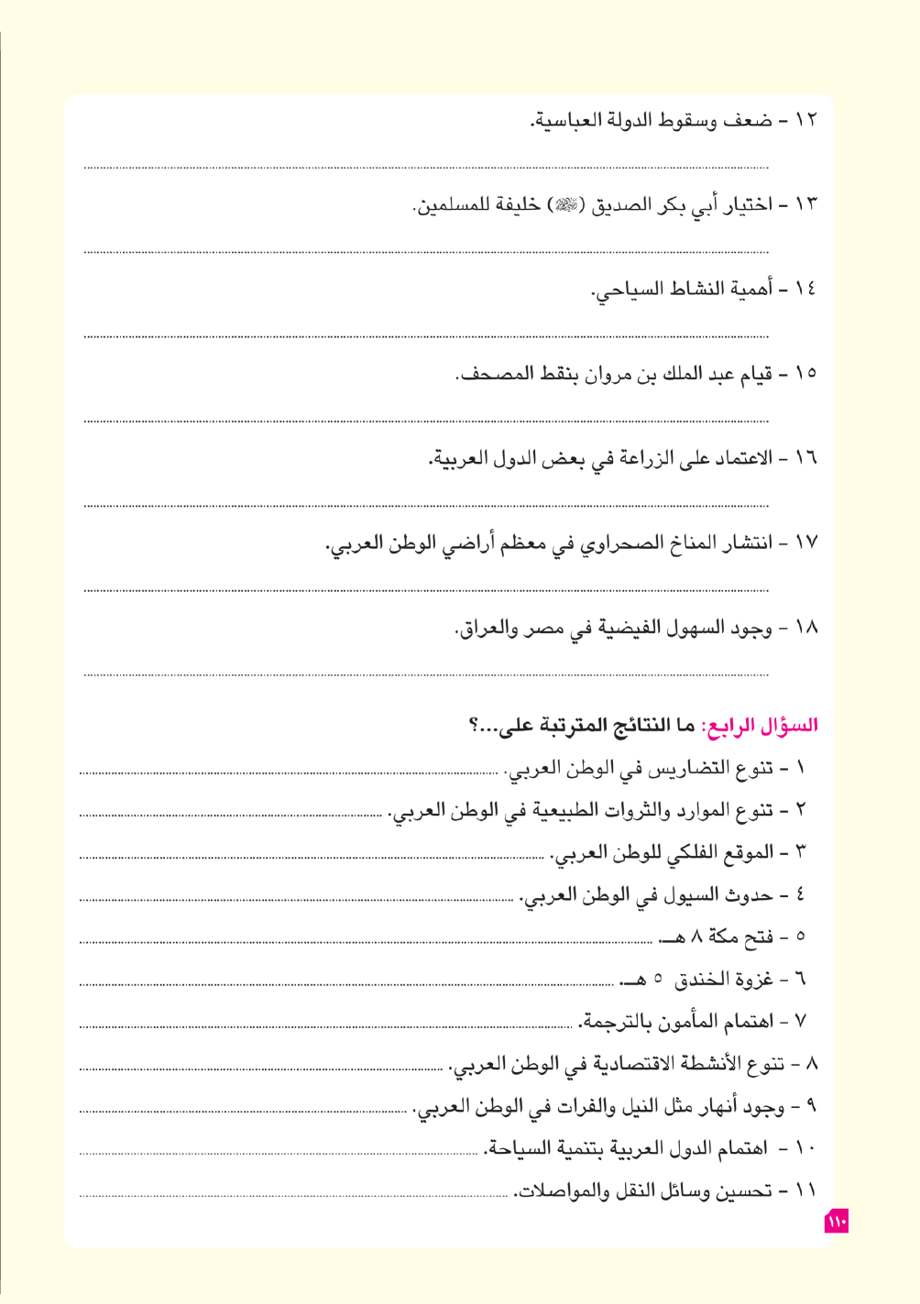 ١٢ - ضعف وسقوط الدولة العباسية.
١٣ - اختيار أبي بكر الصديق (رضي الله عنه) خليفة للمسلمين.
١٤ - أهمية النشاط السياحي.
١٥ - قيام عبد الملك بن مروان بنقط المصحف.
١٦ - الاعتماد على الزراعة في بعض الدول العربية.
١٧ - انتشار المناخ الصحراوي في معظم أراضي الوطن العربي.
١٨ - وجود السهول الفيضية في مصر والعراق.
السؤال الرابع: ما النتائج المترتبة على...؟
١ - تنوع التضاريس في الوطن العربي.
٢ - تنوع الموارد والثروات الطبيعية في الوطن العربي.
٣ - الموقع الفلكي للوطن العربي.
٤ - حدوث السيول في الوطن العربي.
٥ - فتح مكة ٨ هـ.
٦ - غزوة الخندق ٥ هـ.
٧ - اهتمام المأمون بالترجمة.
٨ - تنوع الأنشطة الاقتصادية في الوطن العربي.
٩ - وجود أنهار مثل النيل والفرات في الوطن العربي.
١٠ - اهتمام الدول العربية بتنمية السياحة.
١١ - تحسين وسائل النقل والمواصلات.
١١٠